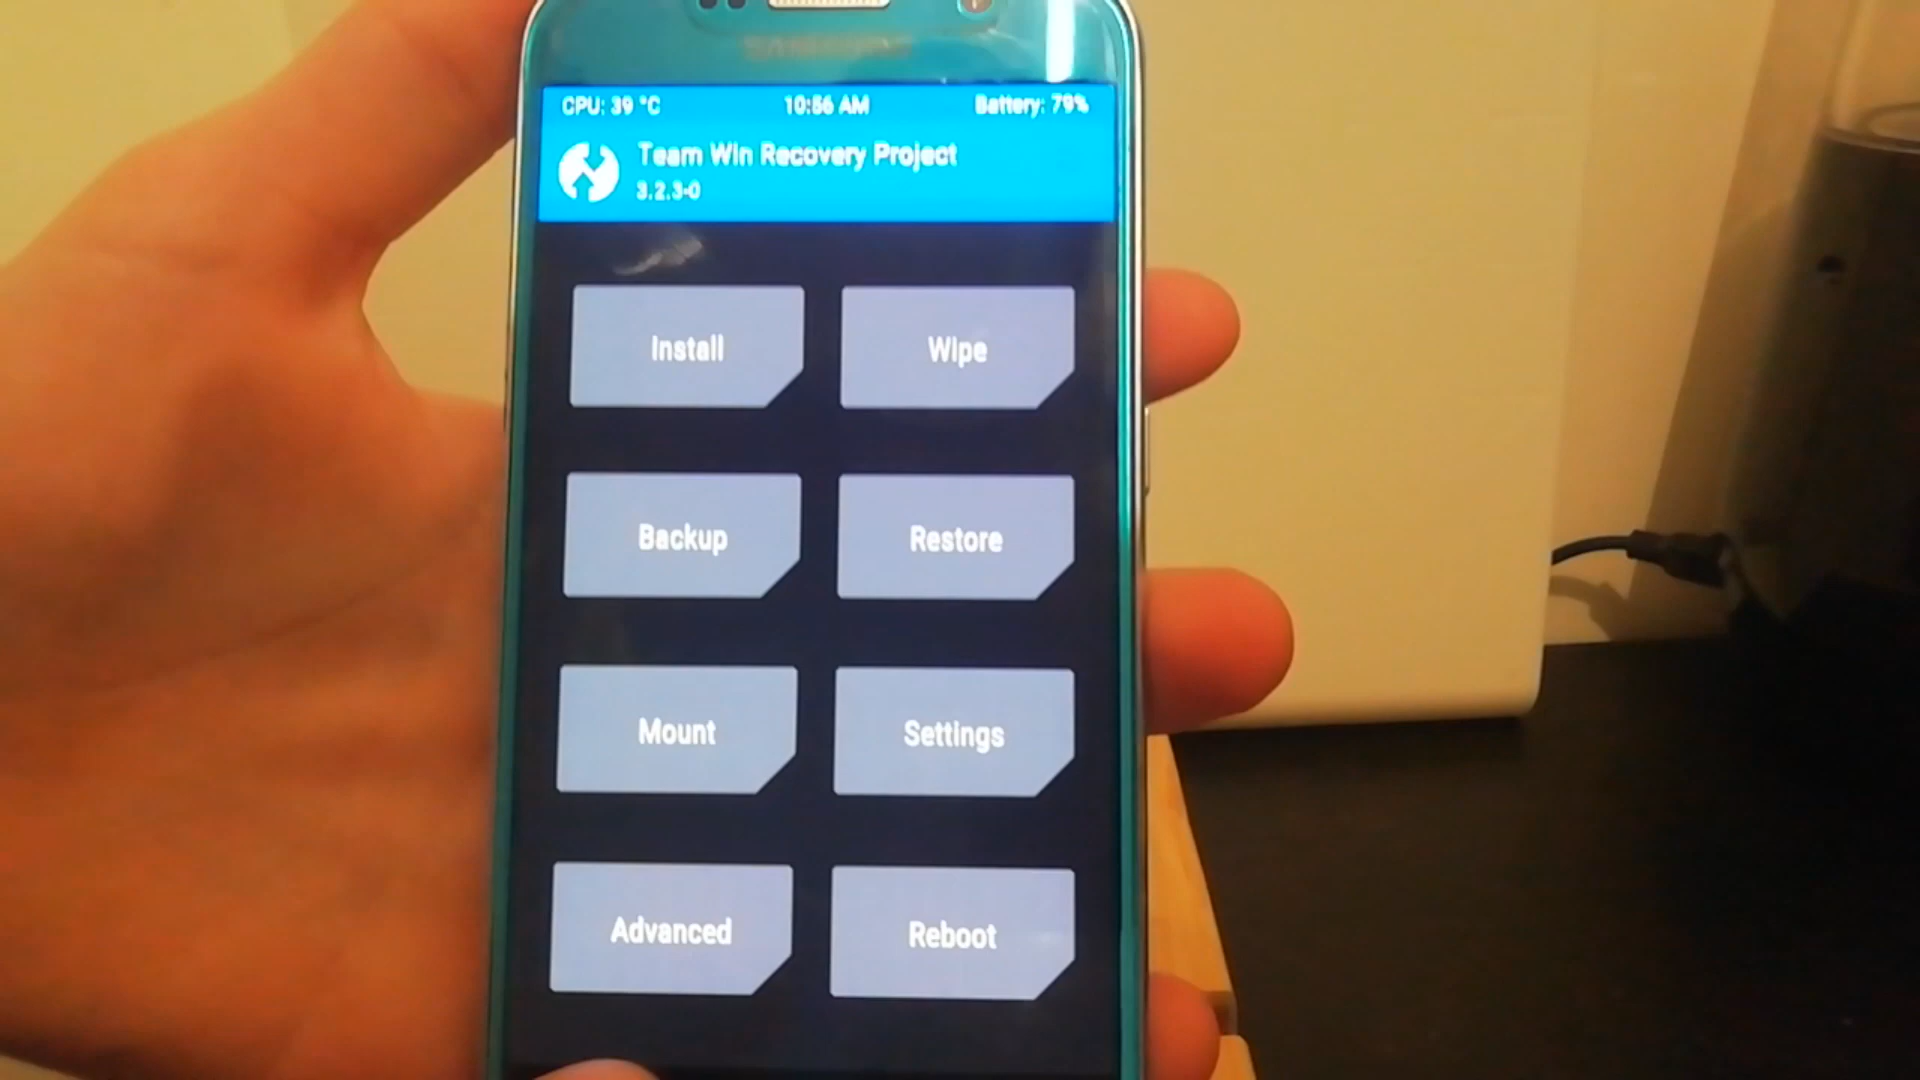 SAMSUNG
CPU: 39 °C 10:56 AM Battery: 79%
Team Win Recovery Project
3.2.3-0
Install Wipe
Backup Restore
Mount Settings
Advanced Reboot